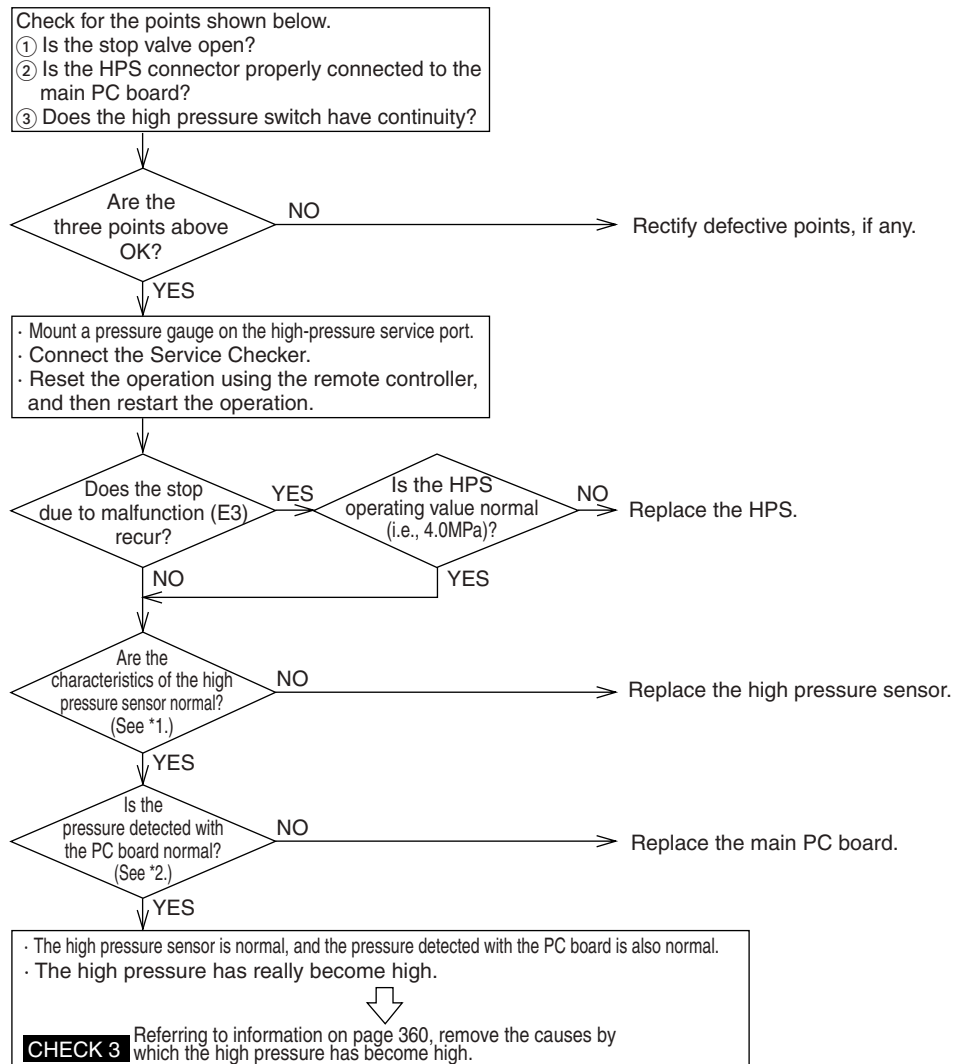 Check for the points shown below.
① Is the stop valve open?
② Is the HPS connector properly connected to the
main PC board?
③ Does the high pressure switch have continuity?
Are the
three points above
OK?
NO
Rectify defective points, if any.
YES
· Mount a pressure gauge on the high-pressure service port.
· Connect the Service Checker.
· Reset the operation using the remote controller,
and then restart the operation.
Does the stop
due to malfunction (E3)
recur?
YES
Is the HPS
operating value normal
(i.e., 4.0MPa)?
NO
Replace the HPS.
NO
YES
Are the
characteristics of the high
pressure sensor normal?
(See *1.)
NO
Replace the high pressure sensor.
YES
Is the
pressure detected with
the PC board normal?
(See *2.)
NO
Replace the main PC board.
YES
· The high pressure sensor is normal, and the pressure detected with the PC board is also normal.
· The high pressure has really become high.
CHECK 3 Referring to information on page 360, remove the causes by
which the high pressure has become high.